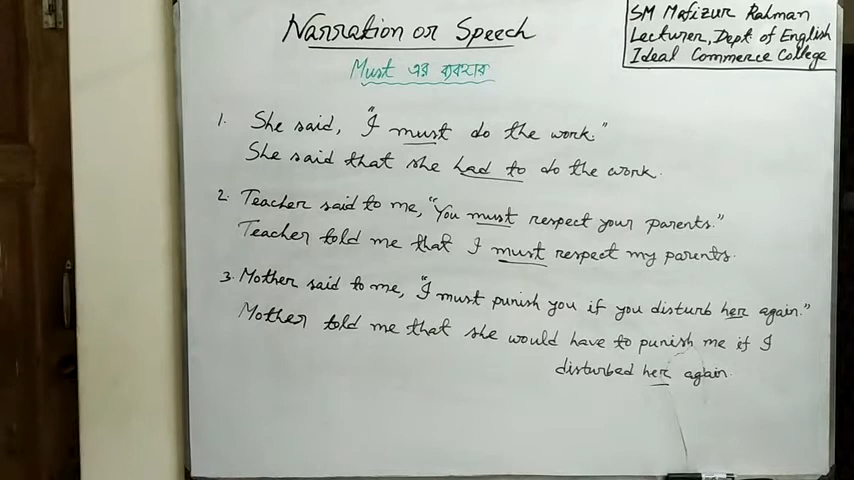 Narration or Speech
SM Mafizur Rahman
Lecturer, Dept of English
Ideal Commerce College
Must এর ব্যবহার
1. She said, "I must do the work."
She said that she had to do the work.
2. Teacher said to me, "You must respect your parents."
Teacher told me that I must respect my parents.
3. Mother said to me, "I must punish you if you disturb her again."
Mother told me that she would have to punish me if I
disturbed her again.